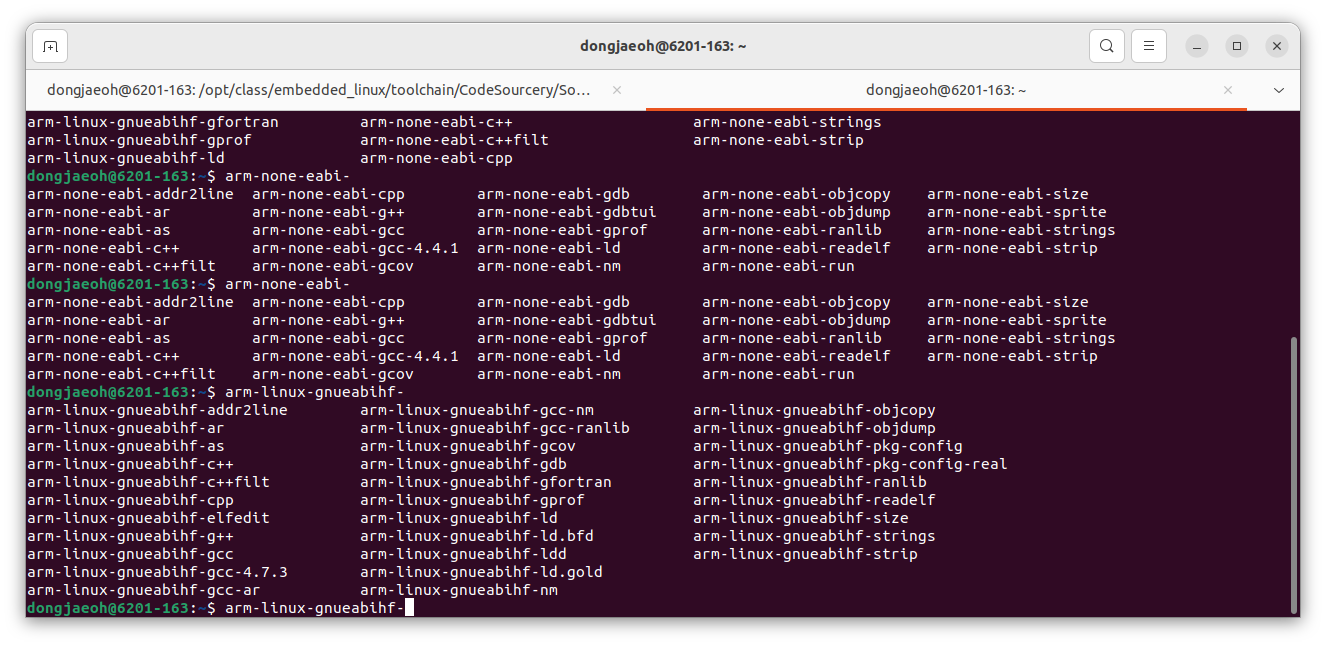 dongjaeoh@6201-163: ~
dongjaeoh@6201-163: /opt/class/embedded_linux/toolchain/CodeSourcery/So... dongjaeoh@6201-163: ~
arm-linux-gnueabihf-gfortran arm-none-eabi-c++ arm-none-eabi-strings
arm-linux-gnueabihf-gprof arm-none-eabi-c++filt arm-none-eabi-strip
arm-linux-gnueabihf-ld arm-none-eabi-cpp
dongjaeoh@6201-163:~$ arm-none-eabi-
arm-none-eabi-addr2line arm-none-eabi-cpp arm-none-eabi-gdb arm-none-eabi-objcopy arm-none-eabi-size
arm-none-eabi-ar arm-none-eabi-g++ arm-none-eabi-gdbtui arm-none-eabi-objdump arm-none-eabi-sprite
arm-none-eabi-as arm-none-eabi-gcc arm-none-eabi-gprof arm-none-eabi-ranlib arm-none-eabi-strings
arm-none-eabi-c++ arm-none-eabi-gcc-4.4.1 arm-none-eabi-ld arm-none-eabi-readelf arm-none-eabi-strip
arm-none-eabi-c++filt arm-none-eabi-gcov arm-none-eabi-nm arm-none-eabi-run
dongjaeoh@6201-163:~$ arm-none-eabi-
arm-none-eabi-addr2line arm-none-eabi-cpp arm-none-eabi-gdb arm-none-eabi-objcopy arm-none-eabi-size
arm-none-eabi-ar arm-none-eabi-g++ arm-none-eabi-gdbtui arm-none-eabi-objdump arm-none-eabi-sprite
arm-none-eabi-as arm-none-eabi-gcc arm-none-eabi-gprof arm-none-eabi-ranlib arm-none-eabi-strings
arm-none-eabi-c++ arm-none-eabi-gcc-4.4.1 arm-none-eabi-ld arm-none-eabi-readelf arm-none-eabi-strip
arm-none-eabi-c++filt arm-none-eabi-gcov arm-none-eabi-nm arm-none-eabi-run
dongjaeoh@6201-163:~$ arm-linux-gnueabihf-
arm-linux-gnueabihf-addr2line arm-linux-gnueabihf-gcc-nm arm-linux-gnueabihf-objcopy
arm-linux-gnueabihf-ar arm-linux-gnueabihf-gcc-ranlib arm-linux-gnueabihf-objdump
arm-linux-gnueabihf-as arm-linux-gnueabihf-gcov arm-linux-gnueabihf-pkg-config
arm-linux-gnueabihf-c++ arm-linux-gnueabihf-gdb arm-linux-gnueabihf-pkg-config-real
arm-linux-gnueabihf-c++filt arm-linux-gnueabihf-gfortran arm-linux-gnueabihf-ranlib
arm-linux-gnueabihf-cpp arm-linux-gnueabihf-gprof arm-linux-gnueabihf-readelf
arm-linux-gnueabihf-elfedit arm-linux-gnueabihf-ld arm-linux-gnueabihf-size
arm-linux-gnueabihf-g++ arm-linux-gnueabihf-ld.bfd arm-linux-gnueabihf-strings
arm-linux-gnueabihf-gcc arm-linux-gnueabihf-ldd arm-linux-gnueabihf-strip
arm-linux-gnueabihf-gcc-4.7.3 arm-linux-gnueabihf-ld.gold
arm-linux-gnueabihf-gcc-ar arm-linux-gnueabihf-nm
dongjaeoh@6201-163:~$ arm-linux-gnueabihf-